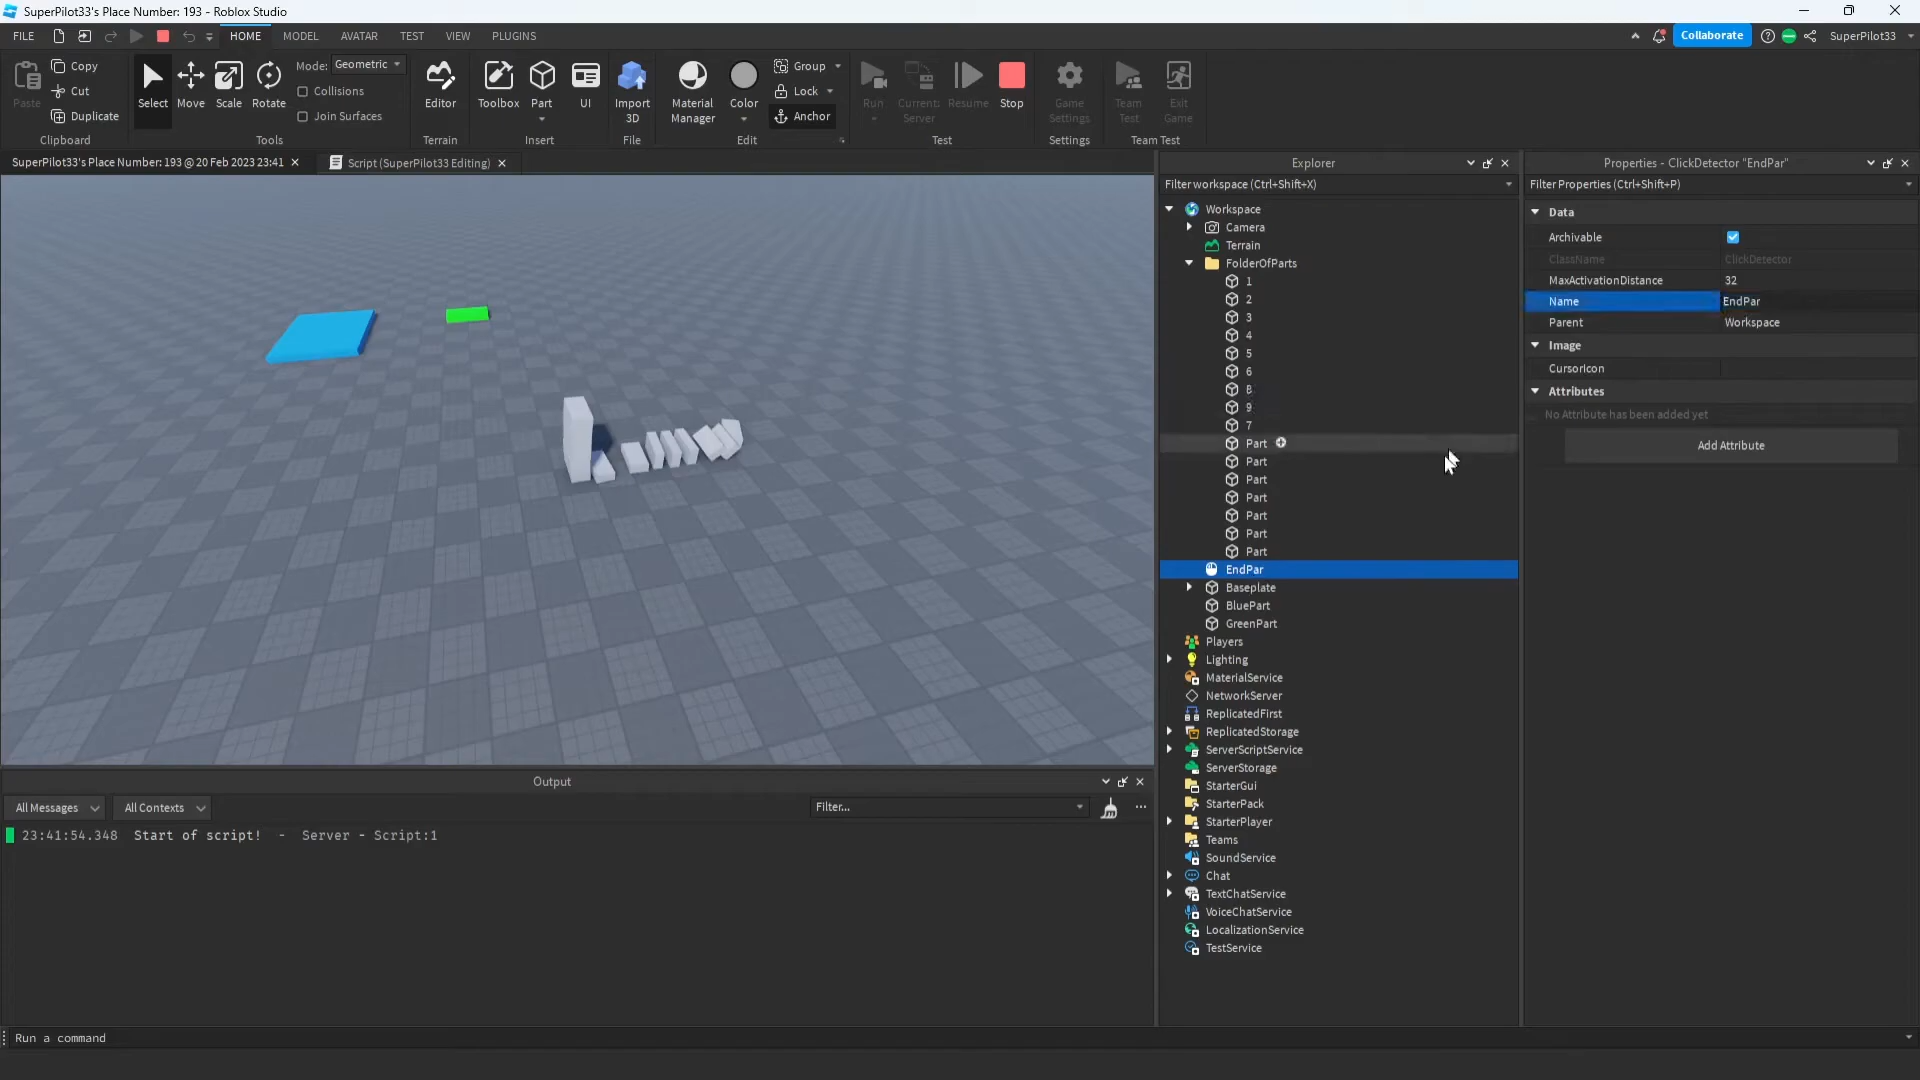 SuperPilot33's Place Number: 193 - Roblox Studio
FILE HOME MODEL AVATAR TEST VIEW PLUGINS Collaborate SuperPilot33
Paste Copy Cut Duplicate Clipboard
Select Move Scale Rotate Mode: Geometric Collisions Join Surfaces Tools
Editor Terrain
Toolbox Part UI Insert
Import 3D File
Material Manager Color Group Lock Anchor Edit
Run Current: Server Resume Stop Test
Game Settings Settings
Team Test Exit Game Team Test
SuperPilot33's Place Number: 193 @ 20 Feb 2023 23:41
Script (SuperPilot33 Editing)
Output
All Messages All Contexts Filter...
23:41:54.348 Start of script! - Server - Script:1
Run a command
Explorer
Filter workspace (Ctrl+Shift+X)
Workspace
Camera
Terrain
FolderOfParts
1
2
3
4
5
6
8
9
7
Part
Part
Part
Part
Part
Part
Part
EndPar
Baseplate
BluePart
GreenPart
Players
Lighting
MaterialService
NetworkServer
ReplicatedFirst
ReplicatedStorage
ServerScriptService
ServerStorage
StarterGui
StarterPack
StarterPlayer
Teams
SoundService
Chat
TextChatService
VoiceChatService
LocalizationService
TestService
Properties - ClickDetector "EndPar"
Filter Properties (Ctrl+Shift+P)
Data
Archivable
ClassName ClickDetector
MaxActivationDistance 32
Name EndPar
Parent Workspace
Image
CursorIcon
Attributes
No Attribute has been added yet
Add Attribute